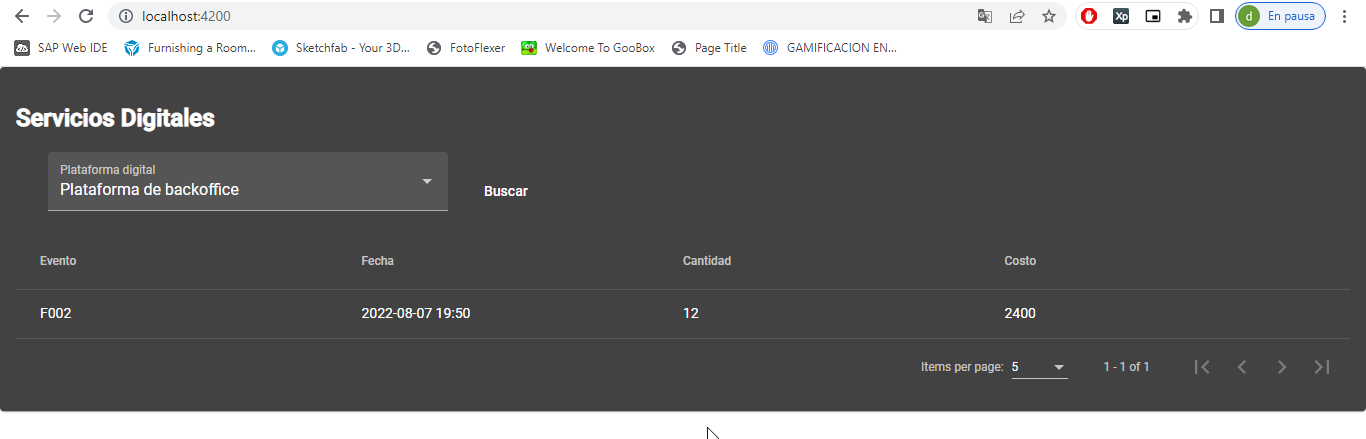 localhost:4200
Xp
d
En pausa
SAP Web IDE
Furnishing a Room...
Sketchfab - Your 3D...
FotoFlexer
Welcome To GooBox
Page Title
GAMIFICACION EN...
Servicios Digitales
Plataforma digital
Plataforma de backoffice
Buscar
Evento Fecha Cantidad Costo
F002 2022-08-07 19:50 12 2400
Items per page: 5 1 - 1 of 1